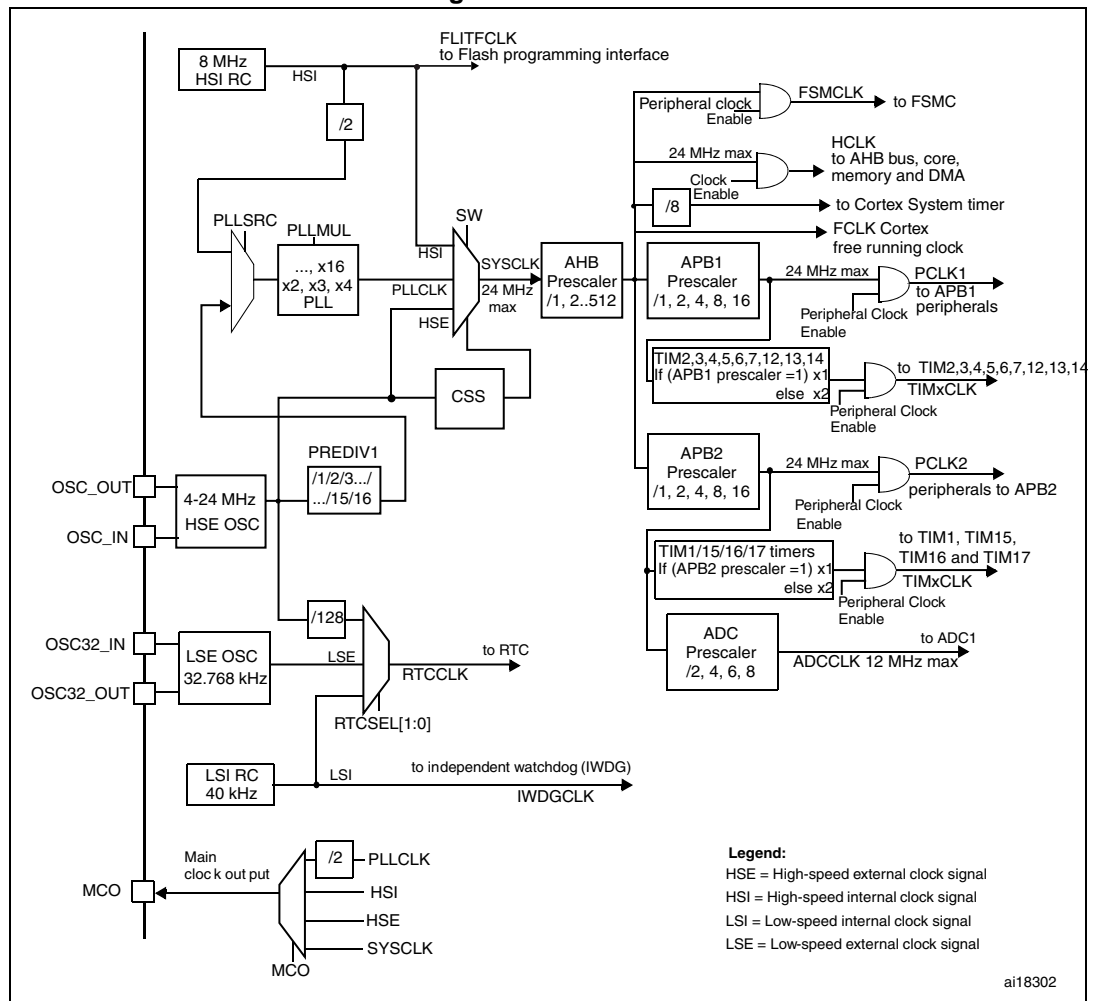 FLITFCLK
to Flash programming interface
8 MHz
HSI RC
HSI
/2
Peripheral clock
Enable
FSMCLK
to FSMC
24 MHz max
Clock
Enable
HCLK
to AHB bus, core,
memory and DMA
/8
to Cortex System timer
FCLK Cortex
free running clock
PLLSRC
PLLMUL
..., x16
x2, x3, x4
PLL
SW
HSI
PLLCLK
HSE
SYSCLK
24 MHz
max
AHB
Prescaler
/1, 2..512
APB1
Prescaler
/1, 2, 4, 8, 16
24 MHz max
PCLK1
to APB1
peripherals
Peripheral Clock
Enable
TIM2,3,4,5,6,7,12,13,14
If (APB1 prescaler =1) x1
else x2
to TIM2,3,4,5,6,7,12,13,14
TIMxCLK
Peripheral Clock
Enable
CSS
PREDIV1
/1/2/3.../
.../15/16
OSC_OUT
OSC_IN
4-24 MHz
HSE OSC
APB2
Prescaler
/1, 2, 4, 8, 16
24 MHz max
PCLK2
peripherals to APB2
Peripheral Clock
Enable
TIM1/15/16/17 timers
If (APB2 prescaler =1) x1
else x2
to TIM1, TIM15,
TIM16 and TIM17
TIMxCLK
Peripheral Clock
Enable
/128
OSC32_IN
OSC32_OUT
LSE OSC
32.768 kHz
LSE
to RTC
RTCCLK
RTCSEL[1:0]
ADC
Prescaler
/2, 4, 6, 8
to ADC1
ADCCLK 12 MHz max
LSI RC
40 kHz
LSI
to independent watchdog (IWDG)
IWDGCLK
MCO
Main
clock output
/2
PLLCLK
HSI
HSE
SYSCLK
MCO
Legend:
HSE = High-speed external clock signal
HSI = High-speed internal clock signal
LSI = Low-speed internal clock signal
LSE = Low-speed external clock signal
ai18302